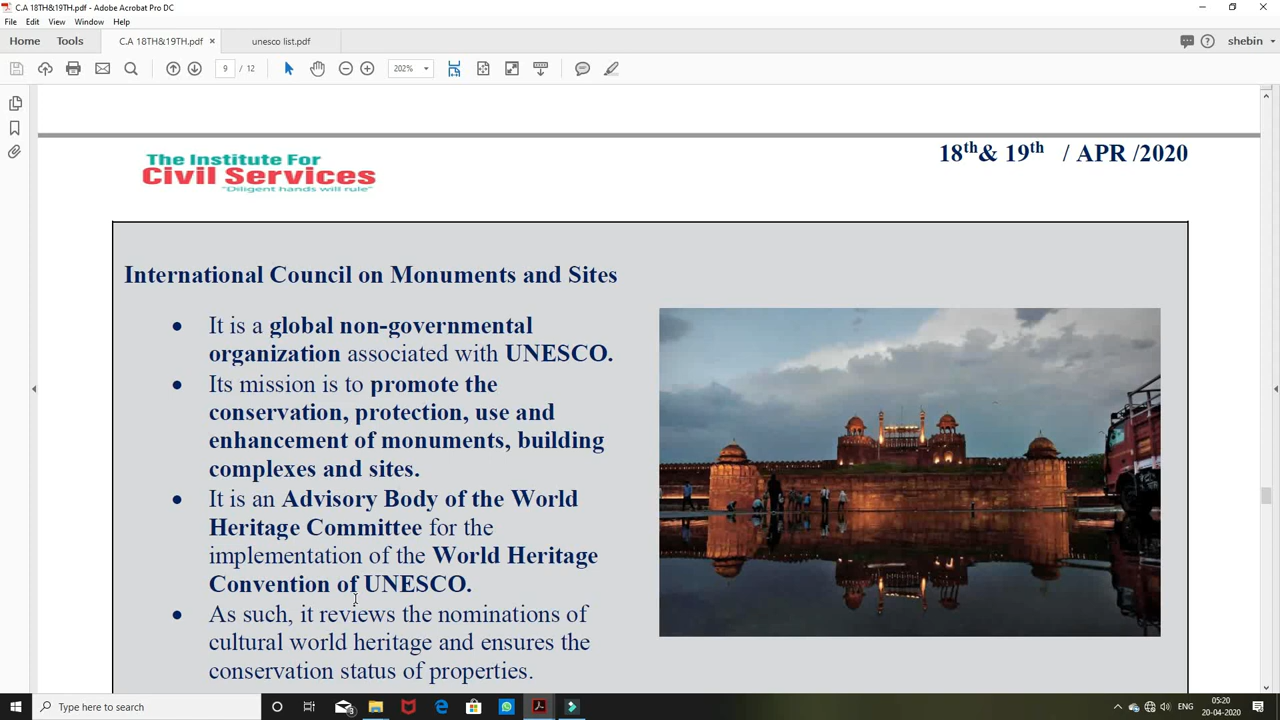 C.A 18TH&19TH.pdf - Adobe Acrobat Pro DC
File Edit View Window Help
Home Tools C.A 18TH&19TH.pdf × unesco list.pdf shebin
9 / 12 202%
The Institute For
Civil Services
"Diligent hands will rule"
18th& 19th / APR /2020
International Council on Monuments and Sites
• It is a global non-governmental
organization associated with UNESCO.
• Its mission is to promote the
conservation, protection, use and
enhancement of monuments, building
complexes and sites.
• It is an Advisory Body of the World
Heritage Committee for the
implementation of the World Heritage
Convention of UNESCO.
• As such, it reviews the nominations of
cultural world heritage and ensures the
conservation status of properties.
Type here to search
ENG
05:20
20-04-2020